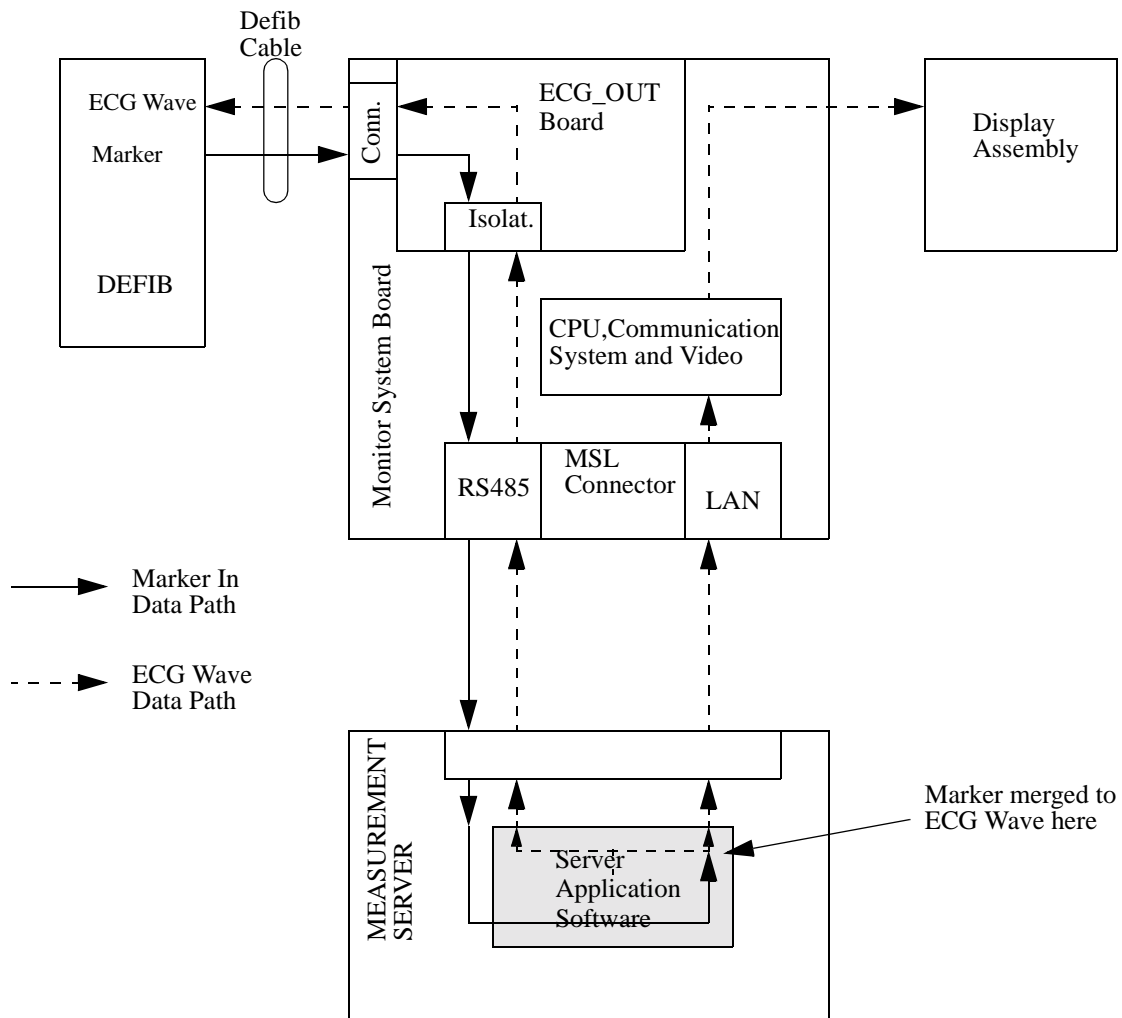 Defib
Cable
ECG Wave
Marker
DEFIB
Conn.
ECG_OUT
Board
Isolat.
Display
Assembly
Monitor System Board
CPU,Communication
System and Video
RS485
MSL
Connector
LAN
Marker In
Data Path
ECG Wave
Data Path
MEASUREMENT
SERVER
Server
Application
Software
Marker merged to
ECG Wave here